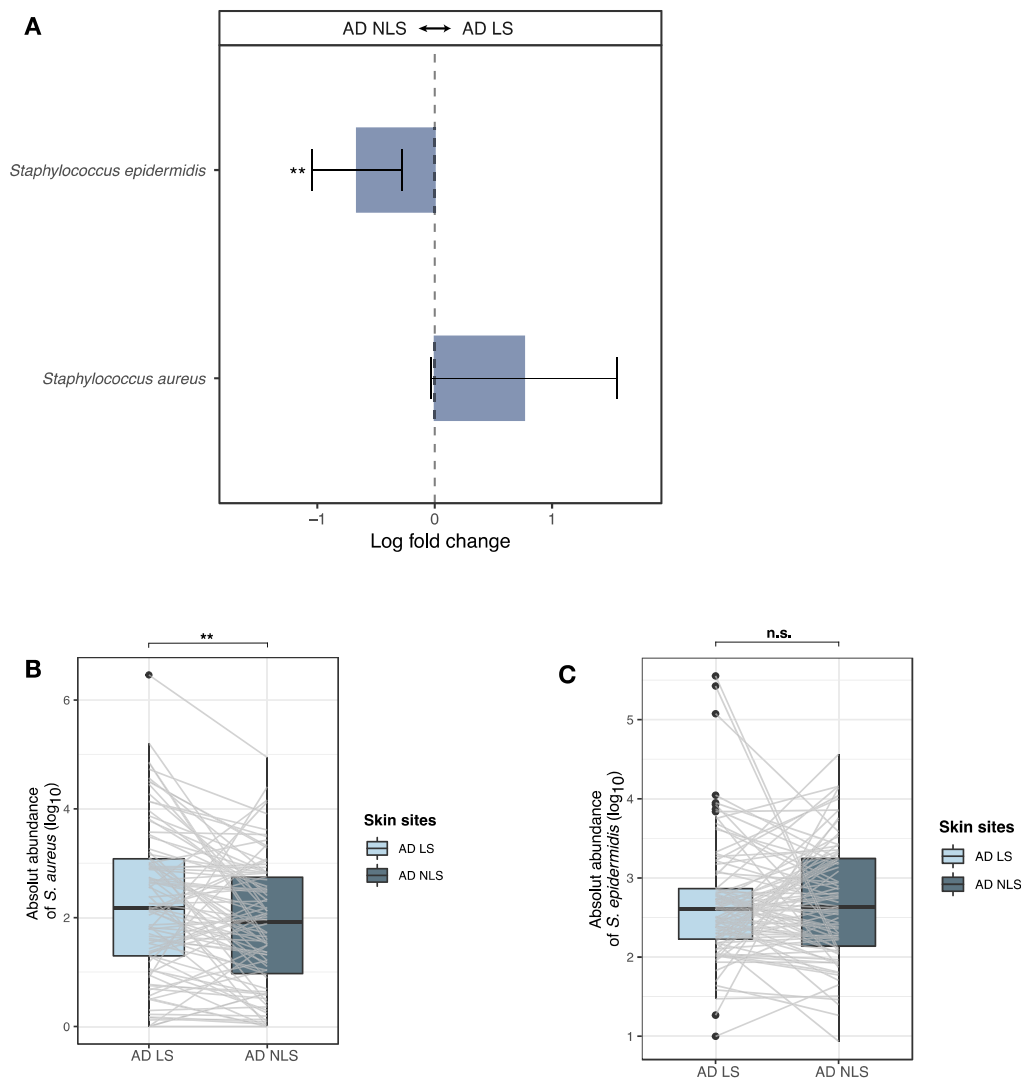 A
AD NLS ↔ AD LS
Staphylococcus epidermidis
**
Staphylococcus aureus
−1
0
1
Log fold change
B
**
Absolut abundance
of S. aureus (log10)
6
4
2
0
AD LS
AD NLS
Skin sites
AD LS
AD NLS
C
n.s.
Absolut abundance
of S. epidermidis (log10)
5
4
3
2
1
AD LS
AD NLS
Skin sites
AD LS
AD NLS